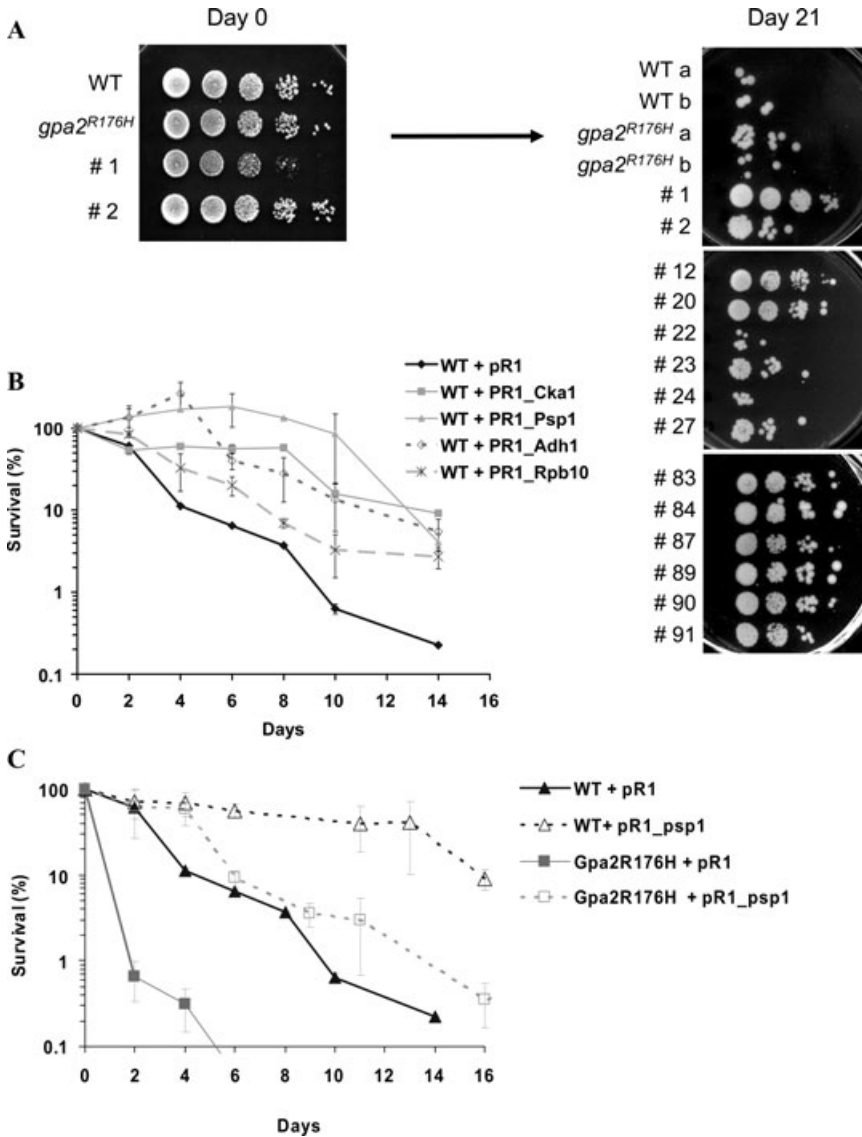 A
Day 0
Day 21
WT
gpa2R176H
# 1
# 2
WT a
WT b
gpa2R176H a
gpa2R176H b
# 1
# 2
# 12
# 20
# 22
# 23
# 24
# 27
# 83
# 84
# 87
# 89
# 90
# 91
B
Survival (%)
100
10
1
0.1
0 2 4 6 8 10 12 14 16
Days
WT + pR1
WT + PR1_Cka1
WT + PR1_Psp1
WT + PR1_Adh1
WT + PR1_Rpb10
C
Survival (%)
100
10
1
0.1
0 2 4 6 8 10 12 14 16
Days
WT + pR1
WT+ pR1_psp1
Gpa2R176H + pR1
Gpa2R176H + pR1_psp1